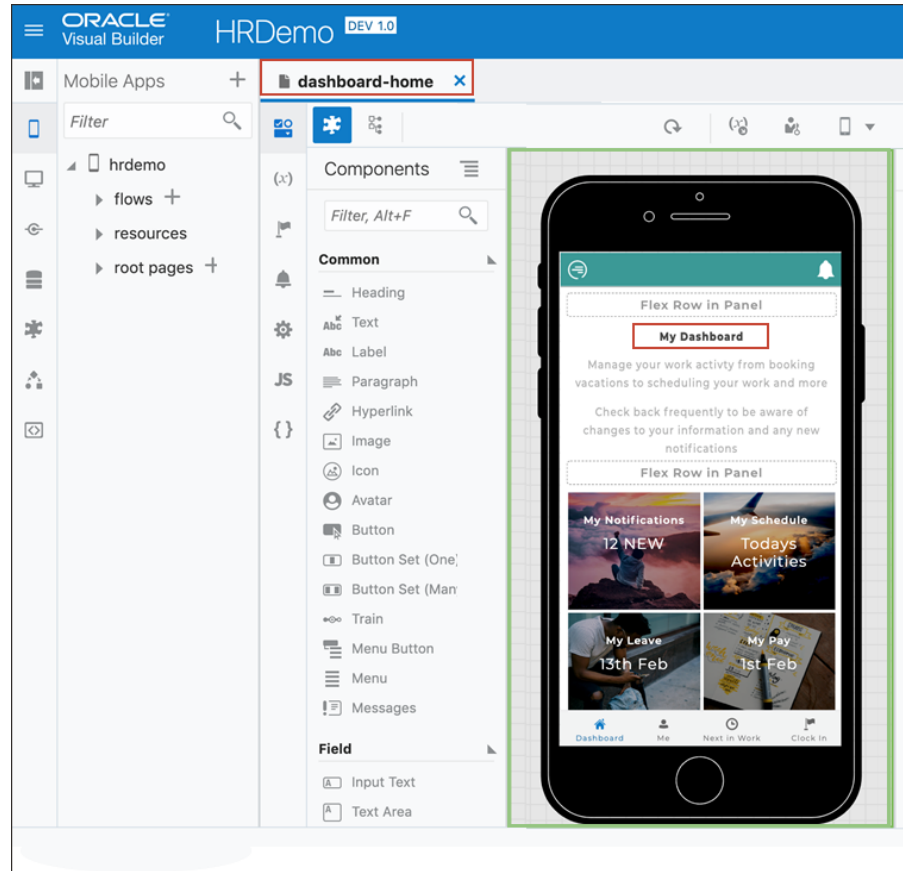 ORACLE
Visual Builder
HRDemo
DEV 1.0
Mobile Apps
dashboard-home
Filter
hrdemo
flows
resources
root pages
(x)
JS
{ }
Components
Filter, Alt+F
Common
Heading
Abc Text
Abc Label
Paragraph
Hyperlink
Image
Icon
Avatar
Button
Button Set (One)
Button Set (Man
Train
Menu Button
Menu
Messages
Field
Input Text
Text Area
Flex Row in Panel
My Dashboard
Manage your work activty from booking
vacations to scheduling your work and more
Check back frequently to be aware of
changes to your information and any new
notifications
Flex Row in Panel
My Notifications
12 NEW
My Schedule
Todays
Activities
My Leave
13th Feb
My Pay
1st Feb
Dashboard
Me
Next in Work
Clock In